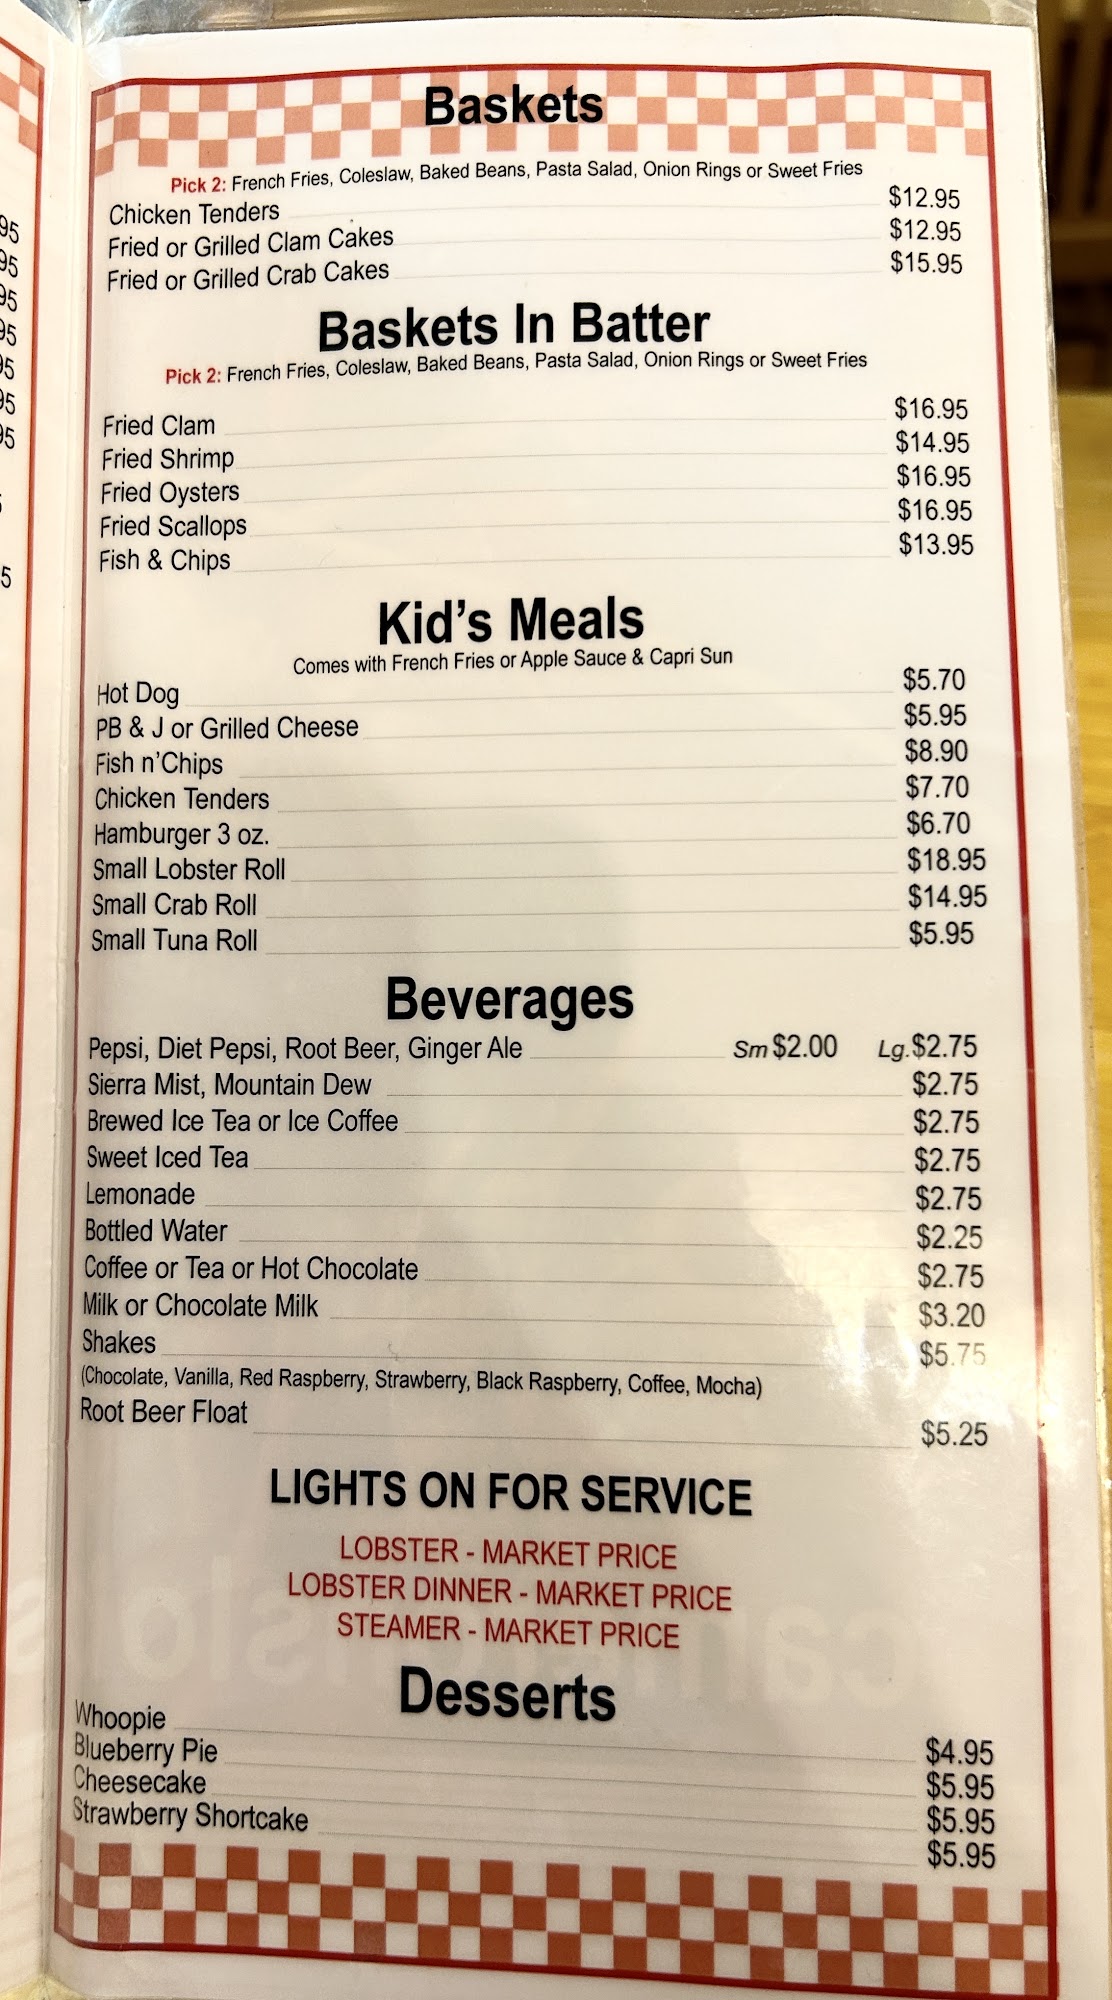 Baskets
Pick 2: French Fries, Coleslaw, Baked Beans, Pasta Salad, Onion Rings or Sweet Fries
Chicken Tenders $12.95
Fried or Grilled Clam Cakes $12.95
Fried or Grilled Crab Cakes $15.95
Baskets In Batter
Pick 2: French Fries, Coleslaw, Baked Beans, Pasta Salad, Onion Rings or Sweet Fries
Fried Clam $16.95
Fried Shrimp $14.95
Fried Oysters $16.95
Fried Scallops $16.95
Fish & Chips $13.95
Kid's Meals
Comes with French Fries or Apple Sauce & Capri Sun
Hot Dog $5.70
PB & J or Grilled Cheese $5.95
Fish n'Chips $8.90
Chicken Tenders $7.70
Hamburger 3 oz. $6.70
Small Lobster Roll $18.95
Small Crab Roll $14.95
Small Tuna Roll $5.95
Beverages
Pepsi, Diet Pepsi, Root Beer, Ginger Ale Sm $2.00 Lg. $2.75
Sierra Mist, Mountain Dew $2.75
Brewed Ice Tea or Ice Coffee $2.75
Sweet Iced Tea $2.75
Lemonade $2.75
Bottled Water $2.25
Coffee or Tea or Hot Chocolate $2.75
Milk or Chocolate Milk $3.20
Shakes $5.75
(Chocolate, Vanilla, Red Raspberry, Strawberry, Black Raspberry, Coffee, Mocha)
Root Beer Float $5.25
LIGHTS ON FOR SERVICE
LOBSTER - MARKET PRICE
LOBSTER DINNER - MARKET PRICE
STEAMER - MARKET PRICE
Desserts
Whoopie $4.95
Blueberry Pie $5.95
Cheesecake $5.95
Strawberry Shortcake $5.95